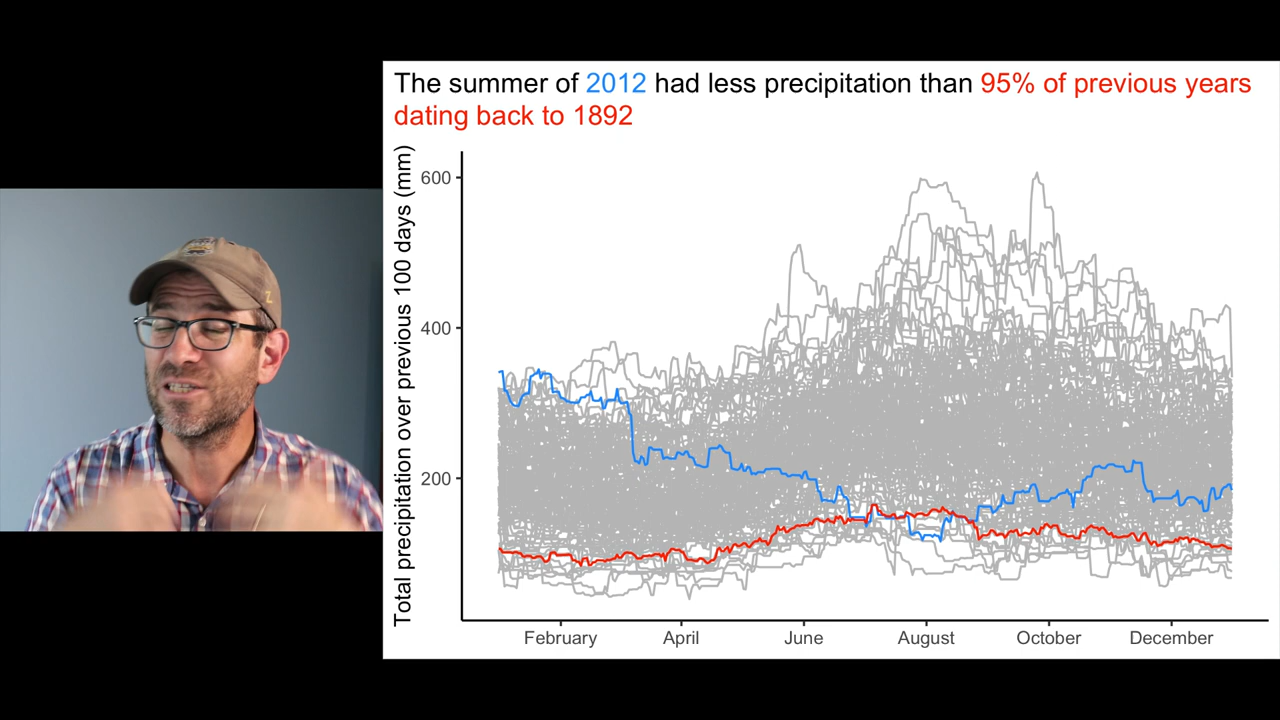 The summer of 2012 had less precipitation than 95% of previous years
dating back to 1892
Total precipitation over previous 100 days (mm)
600
400
200
February April June August October December